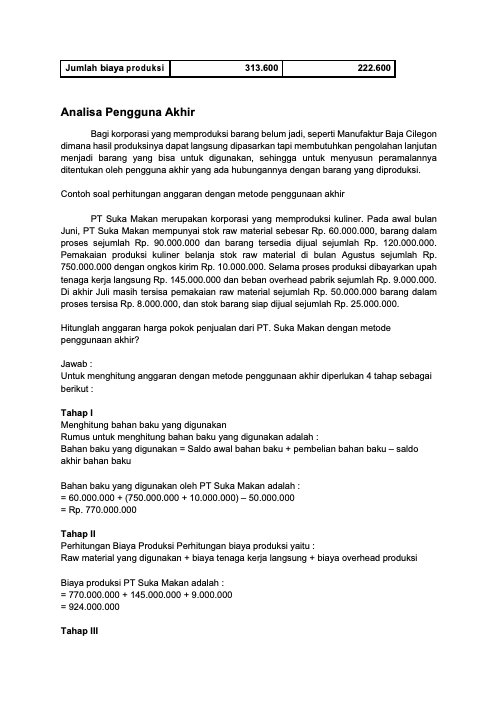 Jumlah biaya produksi 313.600 222.600
Analisa Pengguna Akhir
Bagi korporasi yang memproduksi barang belum jadi, seperti Manufaktur Baja Cilegon
dimana hasil produksinya dapat langsung dipasarkan tapi membutuhkan pengolahan lanjutan
menjadi barang yang bisa untuk digunakan, sehingga untuk menyusun peramalannya
ditentukan oleh pengguna akhir yang ada hubungannya dengan barang yang diproduksi.
Contoh soal perhitungan anggaran dengan metode penggunaan akhir
PT Suka Makan merupakan korporasi yang memproduksi kuliner. Pada awal bulan
Juni, PT Suka Makan mempunyai stok raw material sebesar Rp. 60.000.000, barang dalam
proses sejumlah Rp. 90.000.000 dan barang tersedia dijual sejumlah Rp. 120.000.000.
Pemakaian produksi kuliner belanja stok raw material di bulan Agustus sejumlah Rp.
750.000.000 dengan ongkos kirim Rp. 10.000.000. Selama proses produksi dibayarkan upah
tenaga kerja langsung Rp. 145.000.000 dan beban overhead pabrik sejumlah Rp. 9.000.000.
Di akhir Juli masih tersisa pemakaian raw material sejumlah Rp. 50.000.000 barang dalam
proses tersisa Rp. 8.000.000, dan stok barang siap dijual sejumlah Rp. 25.000.000.
Hitunglah anggaran harga pokok penjualan dari PT. Suka Makan dengan metode
penggunaan akhir?
Jawab :
Untuk menghitung anggaran dengan metode penggunaan akhir diperlukan 4 tahap sebagai
berikut :
Tahap I
Menghitung bahan baku yang digunakan
Rumus untuk menghitung bahan baku yang digunakan adalah :
Bahan baku yang digunakan = Saldo awal bahan baku + pembelian bahan baku – saldo
akhir bahan baku
Bahan baku yang digunakan oleh PT Suka Makan adalah :
= 60.000.000 + (750.000.000 + 10.000.000) – 50.000.000
= Rp. 770.000.000
Tahap II
Perhitungan Biaya Produksi Perhitungan biaya produksi yaitu :
Raw material yang digunakan + biaya tenaga kerja langsung + biaya overhead produksi
Biaya produksi PT Suka Makan adalah :
= 770.000.000 + 145.000.000 + 9.000.000
= 924.000.000
Tahap III